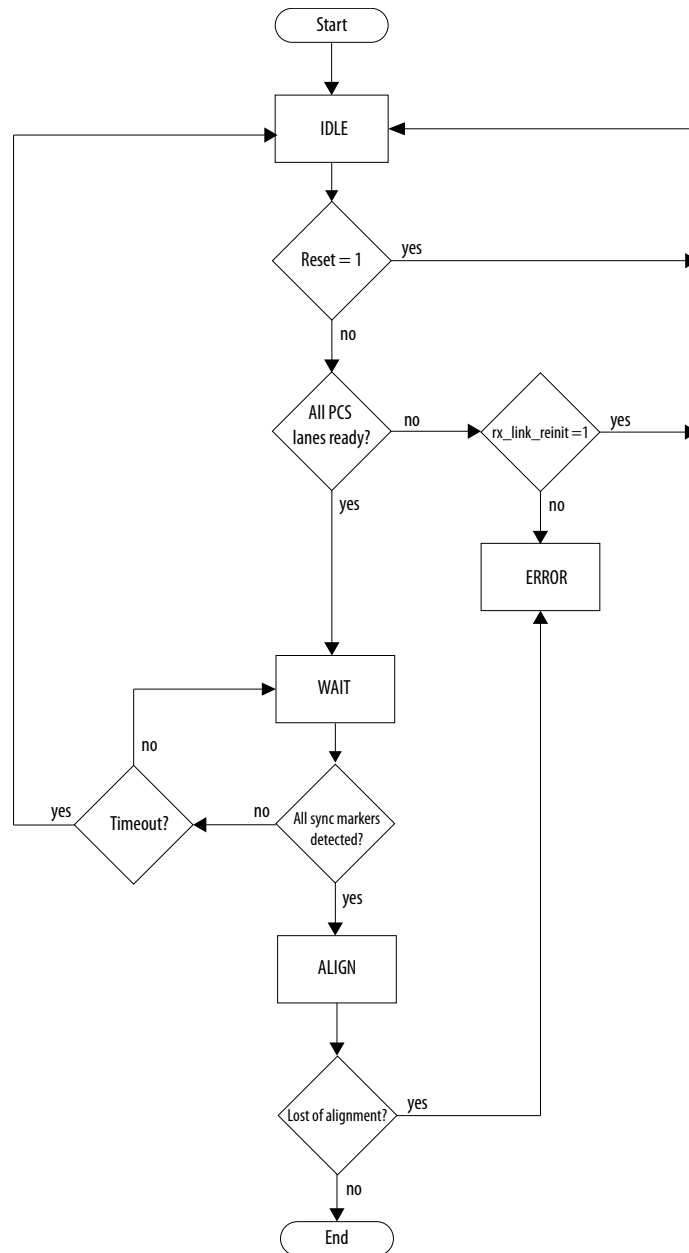 Start
IDLE
Reset = 1
yes
no
All PCS
lanes ready?
no
rx_link_reinit =1
yes
yes
no
ERROR
WAIT
no
yes
Timeout?
no
All sync markers
detected?
yes
ALIGN
Lost of alignment?
yes
no
End